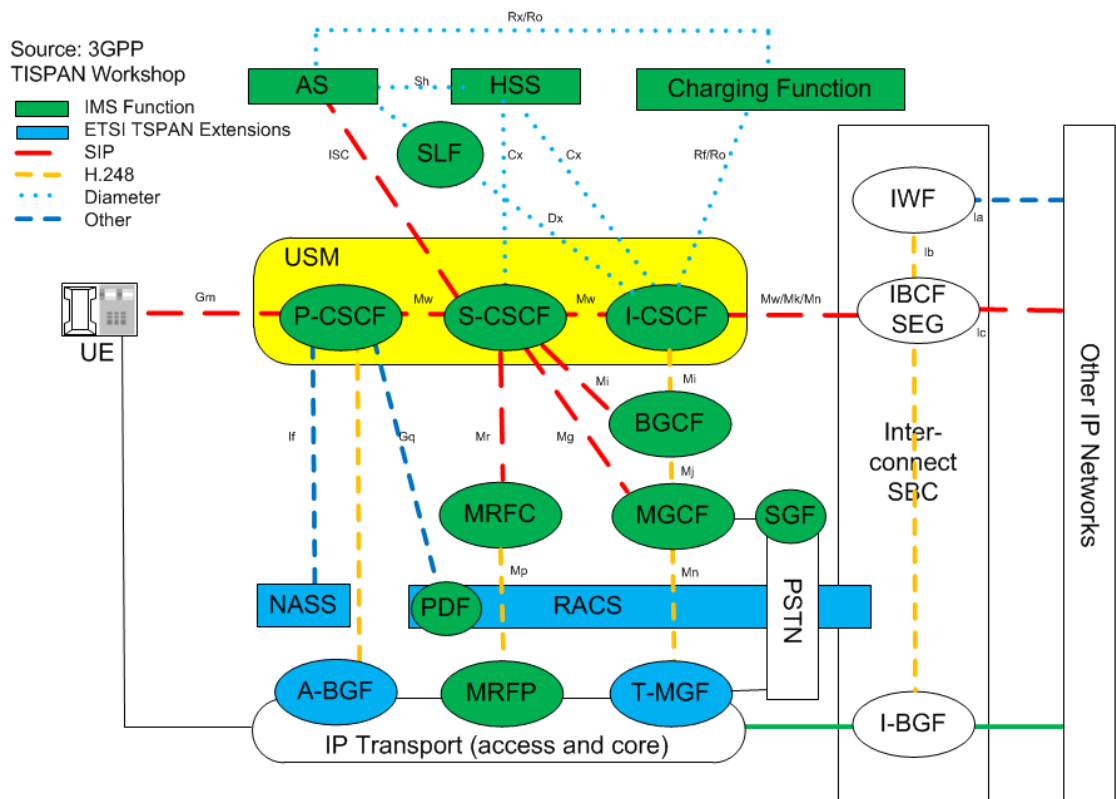 Source: 3GPP
TISPAN Workshop
IMS Function
ETSI TSPAN Extensions
SIP
H.248
Diameter
Other
Rx/Ro
AS
Sh
HSS
Charging Function
SLF
ISC
Cx
Cx
Rf/Ro
Dx
IWF
Ia
Ib
USM
UE
Gm
P-CSCF
Mw
S-CSCF
Mw
I-CSCF
Mw/Mk/Mn
IBCF
SEG
Ic
Other IP Networks
If
Gq
Mr
Mg
Mi
Mi
BGCF
Mj
Inter-
connect
SBC
MRFC
MGCF
SGF
Mp
Mn
PSTN
NASS
PDF
RACS
A-BGF
MRFP
T-MGF
I-BGF
IP Transport (access and core)